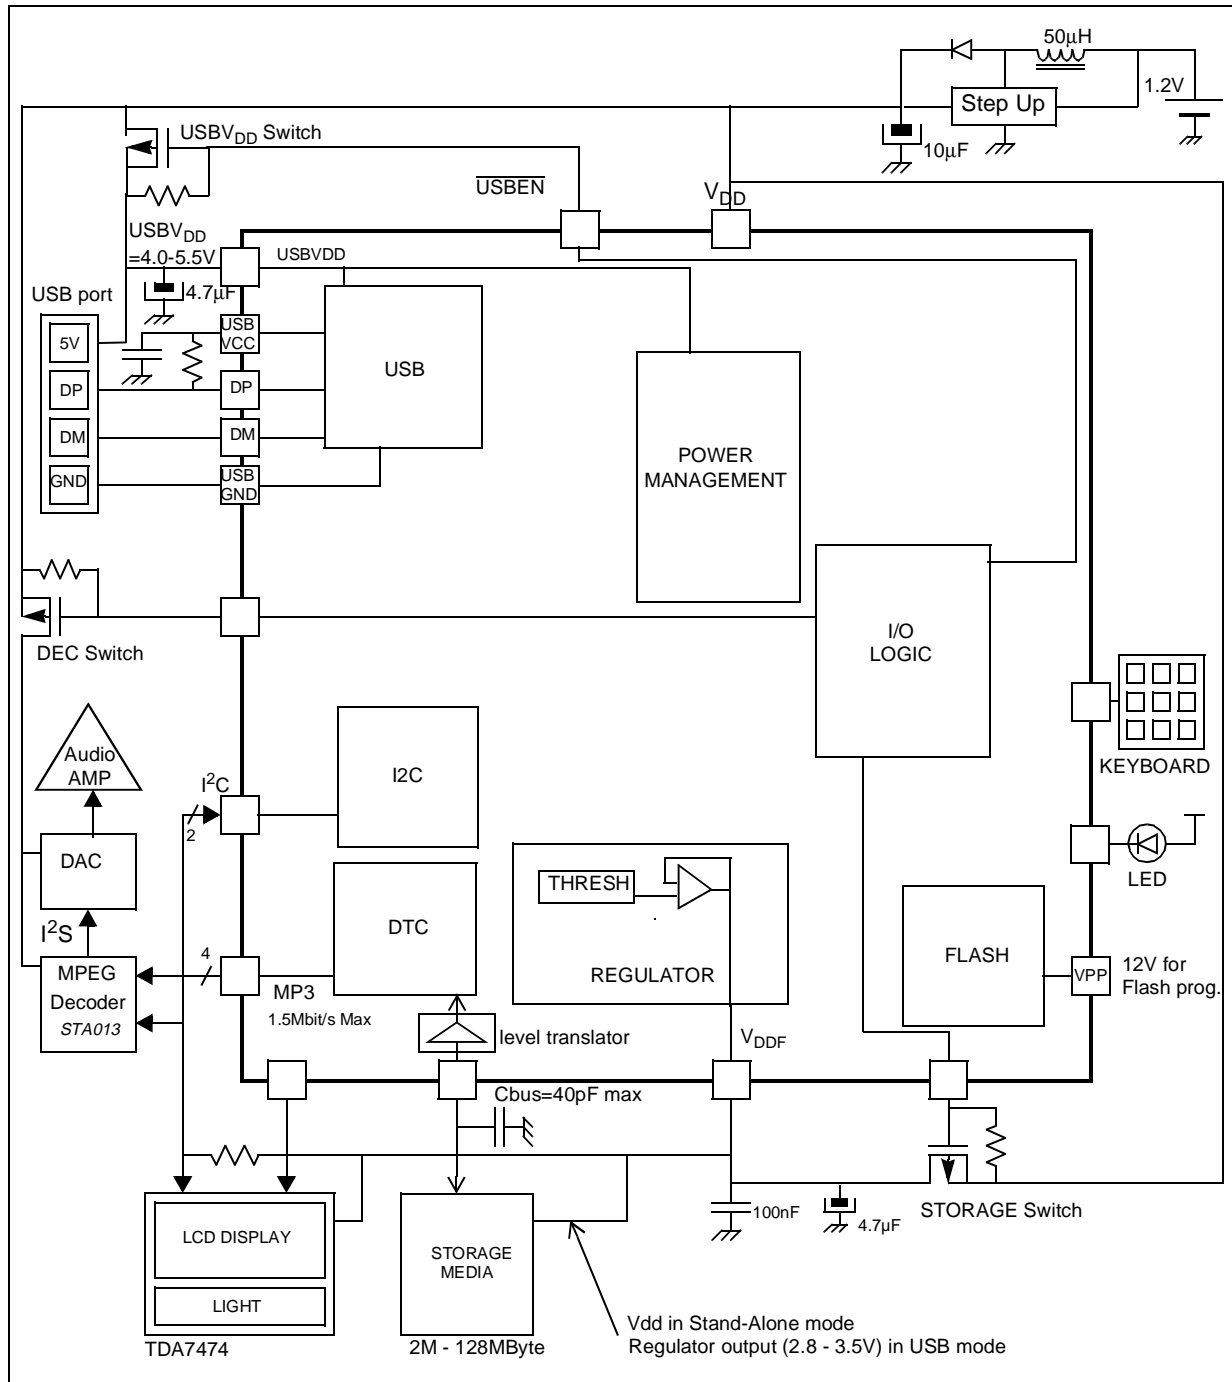 50µH
1.2V
Step Up
10µF
USBVDD Switch
USBEN
VDD
USBVDD
=4.0-5.5V
USBVDD
4.7µF
USB port
5V
DP
DM
GND
USB
VCC
DP
DM
USB
GND
USB
POWER
MANAGEMENT
I/O
LOGIC
DEC Switch
KEYBOARD
Audio
AMP
I²C
2
I2C
DAC
I²S
MPEG
Decoder
STA013
4
MP3
1.5Mbit/s Max
DTC
level translator
THRESH
REGULATOR
VDDF
LED
FLASH
VPP
12V for
Flash prog.
Cbus=40pF max
100nF
4.7µF
STORAGE Switch
LCD DISPLAY
LIGHT
TDA7474
STORAGE
MEDIA
2M - 128MByte
Vdd in Stand-Alone mode
Regulator output (2.8 - 3.5V) in USB mode